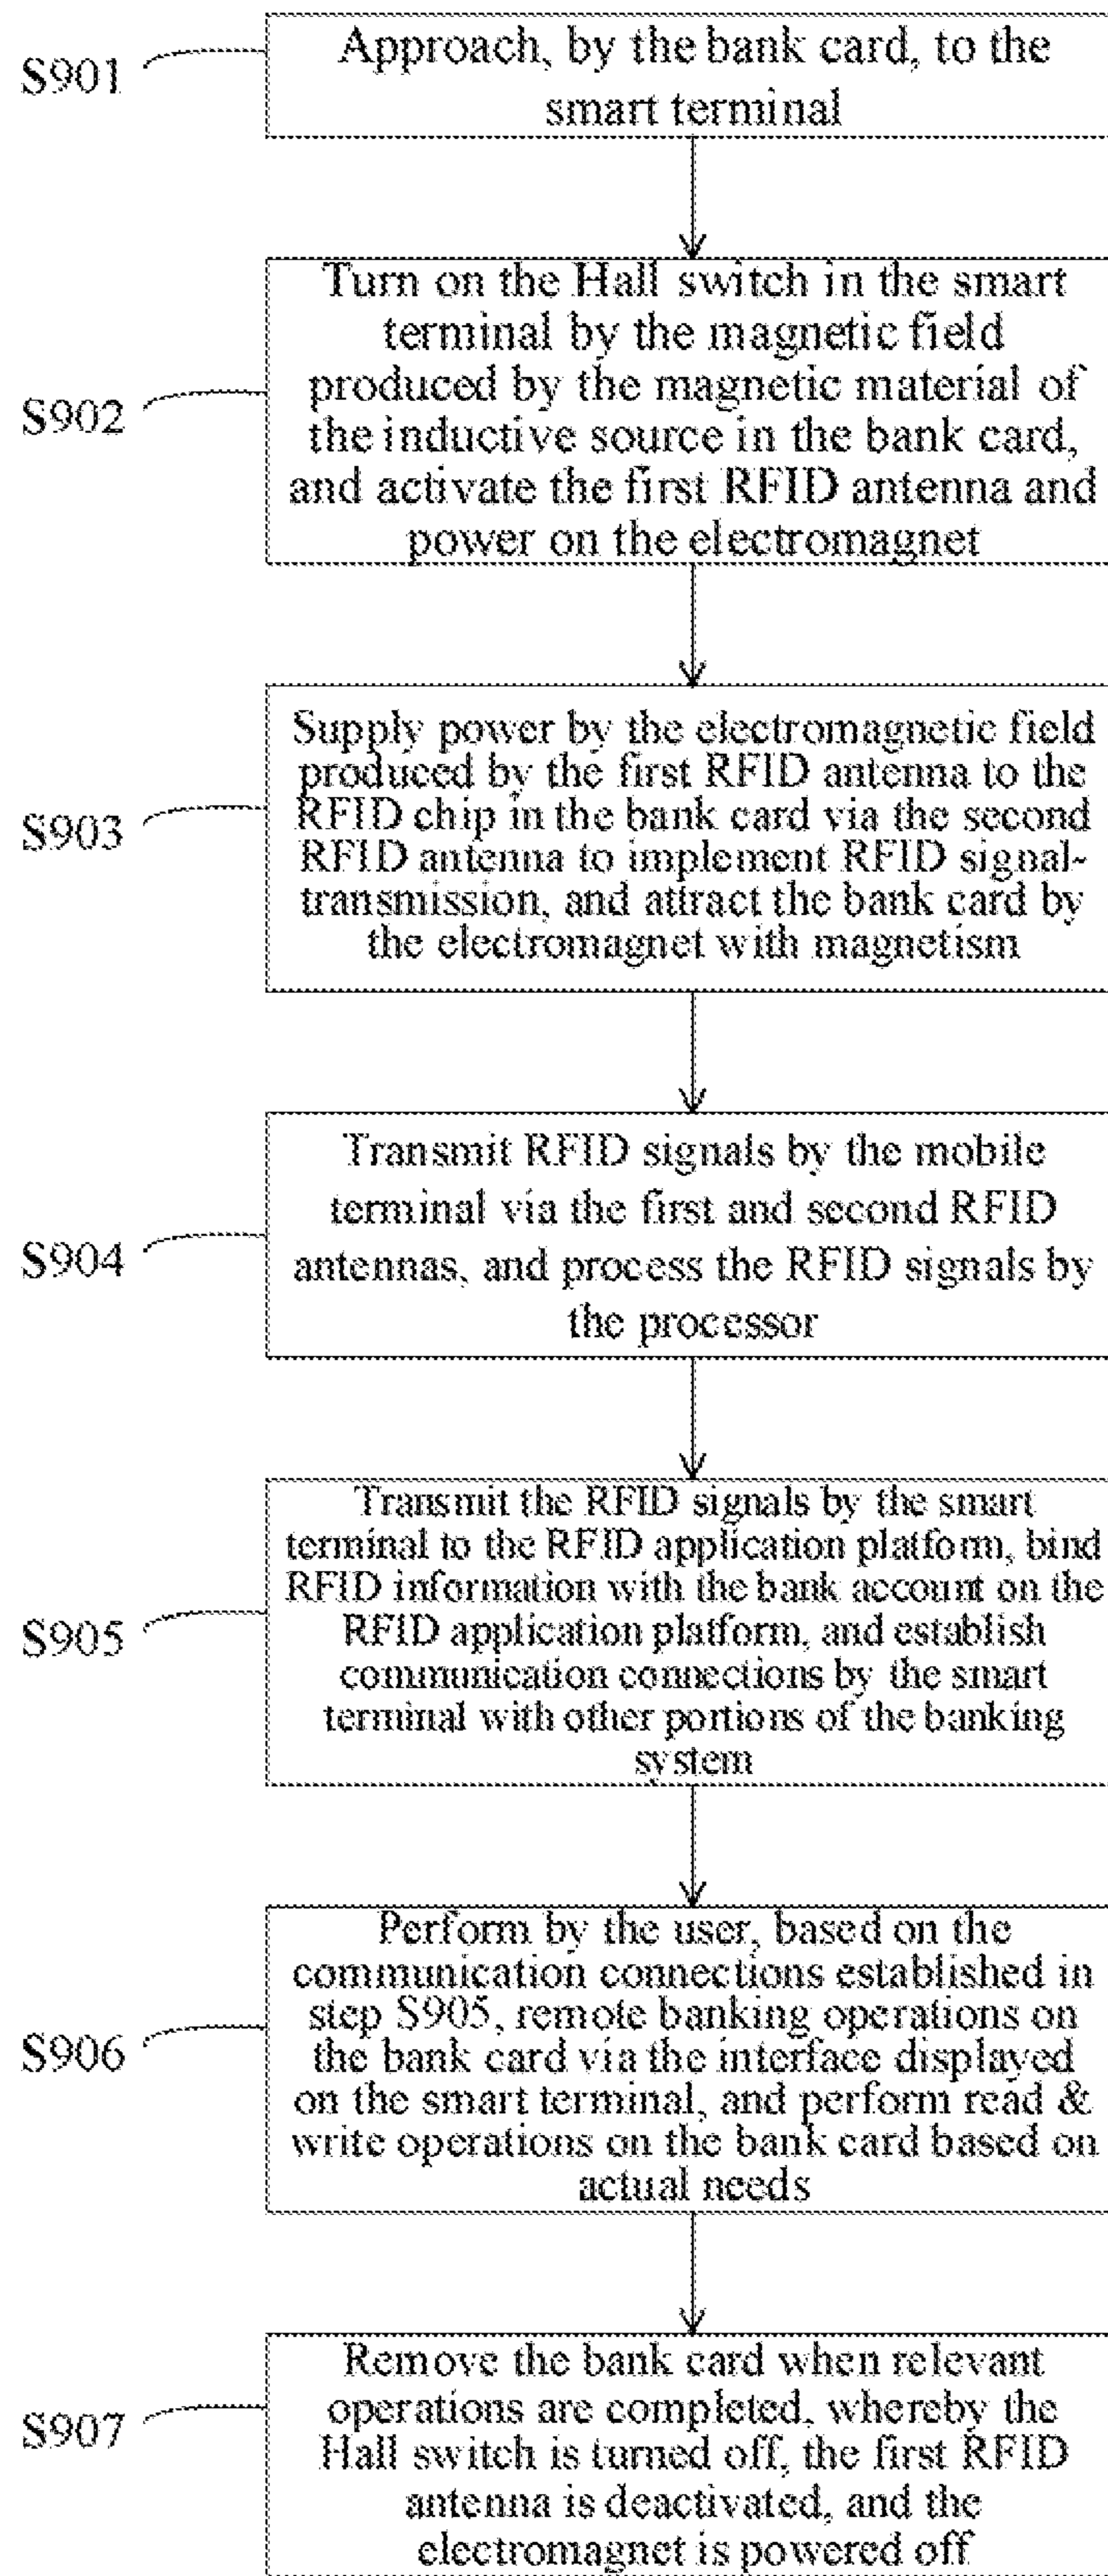 S901
Approach, by the bank card, to the
smart terminal
S902
Turn on the Hall switch in the smart
terminal by the magnetic field
produced by the magnetic material of
the inductive source in the bank card,
and activate the first RFID antenna and
power on the electromagnet
S903
Supply power by the electromagnetic field
produced by the first RFID antenna to the
RFID chip in the bank card via the second
RFID antenna to implement RFID signal-
transmission, and attract the bank card by
the electromagnet with magnetism
S904
Transmit RFID signals by the mobile
terminal via the first and second RFID
antennas, and process the RFID signals by
the processor
S905
Transmit the RFID signals by the smart
terminal to the RFID application platform, bind
RFID information with the bank account on the
RFID application platform, and establish
communication connections by the smart
terminal with other portions of the banking
system
S906
Perform by the user, based on the
communication connections established in
step S905, remote banking operations on
the bank card via the interface displayed
on the smart terminal, and perform read &
write operations on the bank card based on
actual needs
S907
Remove the bank card when relevant
operations are completed, whereby the
Hall switch is turned off, the first RFID
antenna is deactivated, and the
electromagnet is powered off